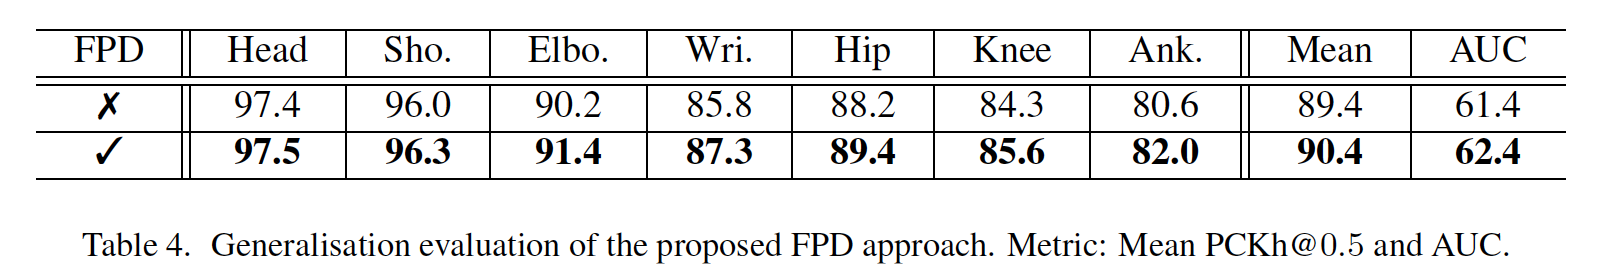 FPD Head Sho. Elbo. Wri. Hip Knee Ank. Mean AUC
✗ 97.4 96.0 90.2 85.8 88.2 84.3 80.6 89.4 61.4
✓ 97.5 96.3 91.4 87.3 89.4 85.6 82.0 90.4 62.4
Table 4. Generalisation evaluation of the proposed FPD approach. Metric: Mean PCKh@0.5 and AUC.